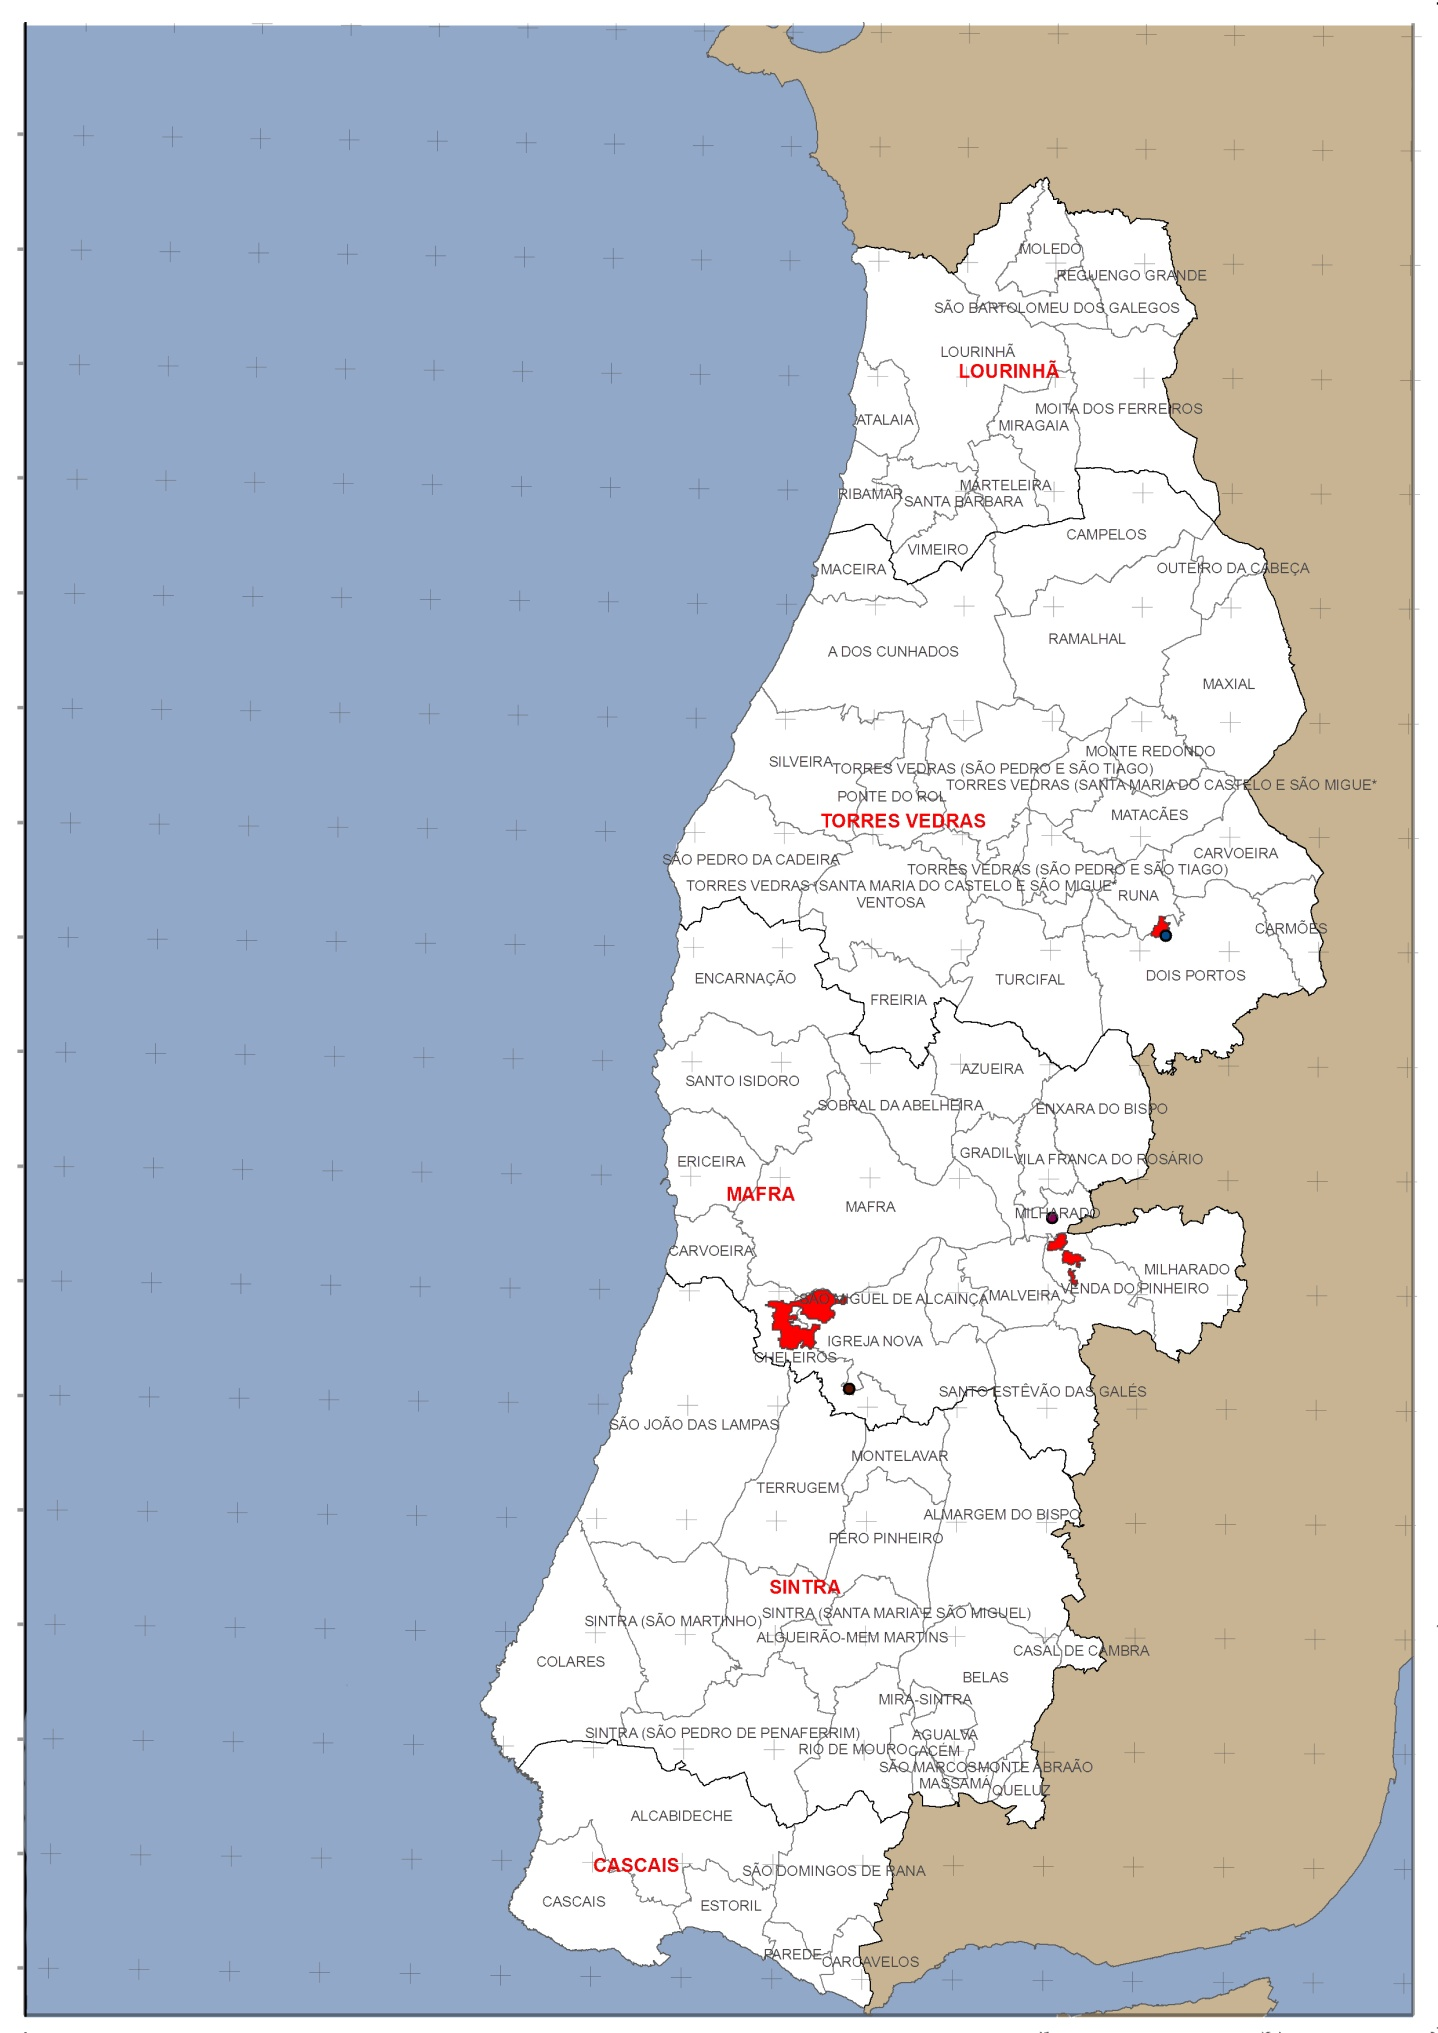 MOLEDO
REGUENGO GRANDE
SÃO BARTOLOMEU DOS GALEGOS
LOURINHÃ
LOURINHÃ
MOITA DOS FERREIROS
ATALAIA
MIRAGAIA
MARTELEIRA
RIBAMAR
SANTA BÁRBARA
CAMPELOS
VIMEIRO
MACEIRA
OUTEIRO DA CABEÇA
RAMALHAL
A DOS CUNHADOS
MAXIAL
MONTE REDONDO
SILVEIRA
TORRES VEDRAS (SÃO PEDRO E SÃO TIAGO)
TORRES VEDRAS (SANTA MARIA DO CASTELO E SÃO MIGUE*
PONTE DO ROL
MATACÃES
TORRES VEDRAS
CARVOEIRA
SÃO PEDRO DA CADEIRA
TORRES VEDRAS (SÃO PEDRO E SÃO TIAGO)
TORRES VEDRAS (SANTA MARIA DO CASTELO E SÃO MIGUE*
RUNA
VENTOSA
CARMÕES
DOIS PORTOS
ENCARNAÇÃO
TURCIFAL
FREIRIA
AZUEIRA
SANTO ISIDORO
SOBRAL DA ABELHEIRA
ENXARA DO BISPO
GRADIL
VILA FRANCA DO ROSÁRIO
ERICEIRA
MAFRA
MAFRA
MILHARADO
CARVOEIRA
MILHARADO
VENDA DO PINHEIRO
MALVEIRA
SÃO MIGUEL DE ALCAINÇA
IGREJA NOVA
CHELEIROS
SANTO ESTÊVÃO DAS GALÉS
SÃO JOÃO DAS LAMPAS
MONTELAVAR
TERRUGEM
ALMARGEM DO BISPO
PÊRO PINHEIRO
SINTRA
SINTRA (SANTA MARIA E SÃO MIGUEL)
SINTRA (SÃO MARTINHO)
ALGUEIRÃO-MEM MARTINS
CASAL DE CAMBRA
COLARES
BELAS
MIRA-SINTRA
SINTRA (SÃO PEDRO DE PENAFERRIM)
AGUALVA
RIO DE MOURO
CACÉM
SÃO MARCOS
MONTE ABRAÃO
MASSAMÁ
QUELUZ
ALCABIDECHE
CASCAIS
SÃO DOMINGOS DE RANA
CASCAIS
ESTORIL
PAREDE
CARCAVELOS